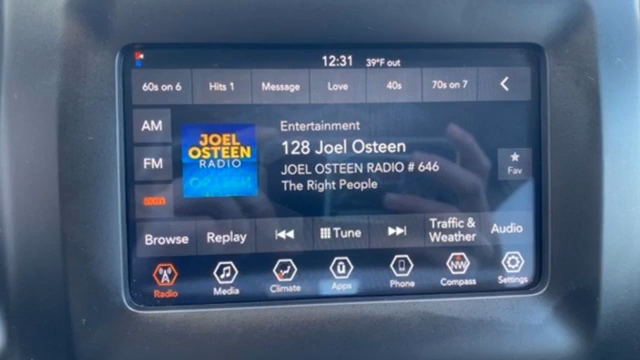 12:31 39°F out
60s on 6 Hits 1 Message Love 40s 70s on 7
AM
FM
JOEL
OSTEEN
RADIO
Entertainment
128 Joel Osteen
JOEL OSTEEN RADIO # 646
The Right People
Fav
Browse Replay Tune Traffic &
Weather Audio
NW
Radio Media Climate Apps Phone Compass Settings